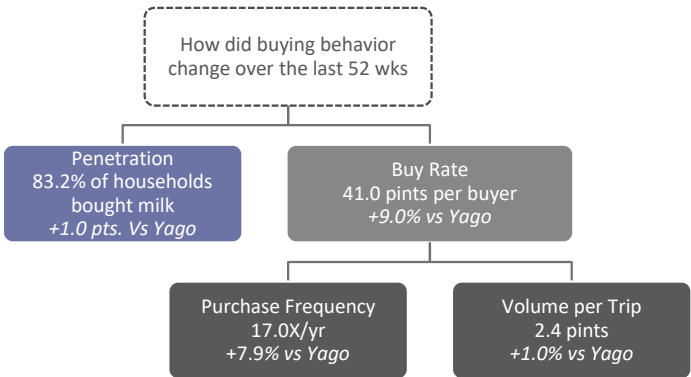 How did buying behavior
change over the last 52 wks
Penetration
83.2% of households
bought milk
+1.0 pts. Vs Yago
Buy Rate
41.0 pints per buyer
+9.0% vs Yago
Purchase Frequency
17.0X/yr
+7.9% vs Yago
Volume per Trip
2.4 pints
+1.0% vs Yago